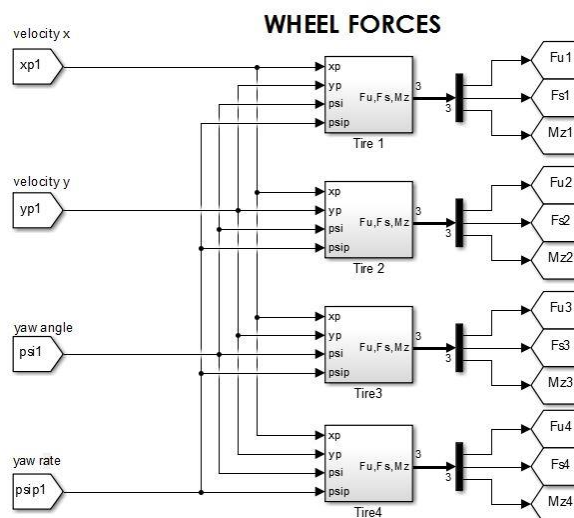 WHEEL FORCES
velocity x
xp1
xp
yp
psi
psip
Fu,Fs,Mz
3
3
Tire 1
Fu1
Fs1
Mz1
velocity y
yp1
xp
yp
psi
psip
Fu,Fs,Mz
3
3
Tire 2
Fu2
Fs2
Mz2
yaw angle
psi1
xp
yp
psi
psip
Fu,Fs,Mz
3
3
Tire3
Fu3
Fs3
Mz3
yaw rate
psip1
xp
yp
psi
psip
Fu,Fs,Mz
3
3
Tire4
Fu4
Fs4
Mz4